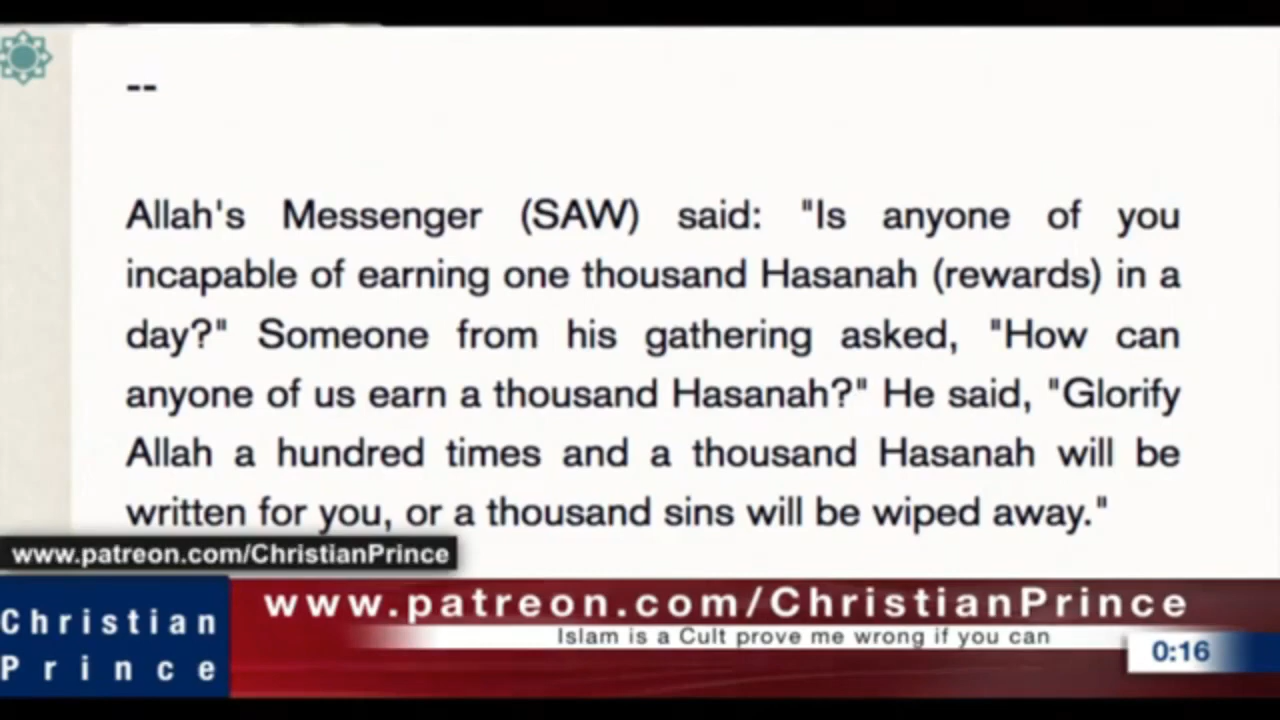 --
Allah's Messenger (SAW) said: "Is anyone of you
incapable of earning one thousand Hasanah (rewards) in a
day?" Someone from his gathering asked, "How can
anyone of us earn a thousand Hasanah?" He said, "Glorify
Allah a hundred times and a thousand Hasanah will be
written for you, or a thousand sins will be wiped away."
www.patreon.com/ChristianPrince
Christian
Prince
www.patreon.com/ChristianPrince
Islam is a Cult prove me wrong if you can
0:16